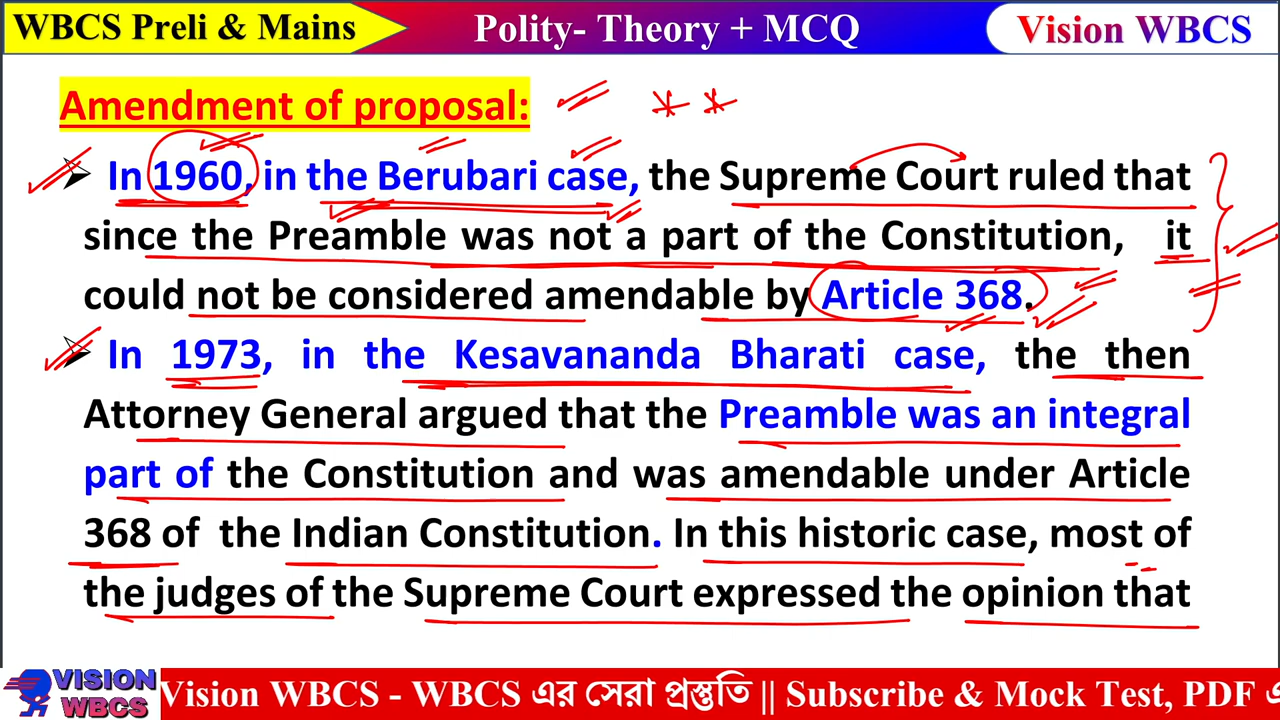 WBCS Preli & Mains
Polity- Theory + MCQ
Vision WBCS
Amendment of proposal:
In 1960, in the Berubari case, the Supreme Court ruled that
since the Preamble was not a part of the Constitution, it
could not be considered amendable by Article 368.
In 1973, in the Kesavananda Bharati case, the then
Attorney General argued that the Preamble was an integral
part of the Constitution and was amendable under Article
368 of the Indian Constitution. In this historic case, most of
the judges of the Supreme Court expressed the opinion that
VISION
WBCS
Vision WBCS - WBCS এর সেরা প্রস্তুতি || Subscribe & Mock Test, PDF এ